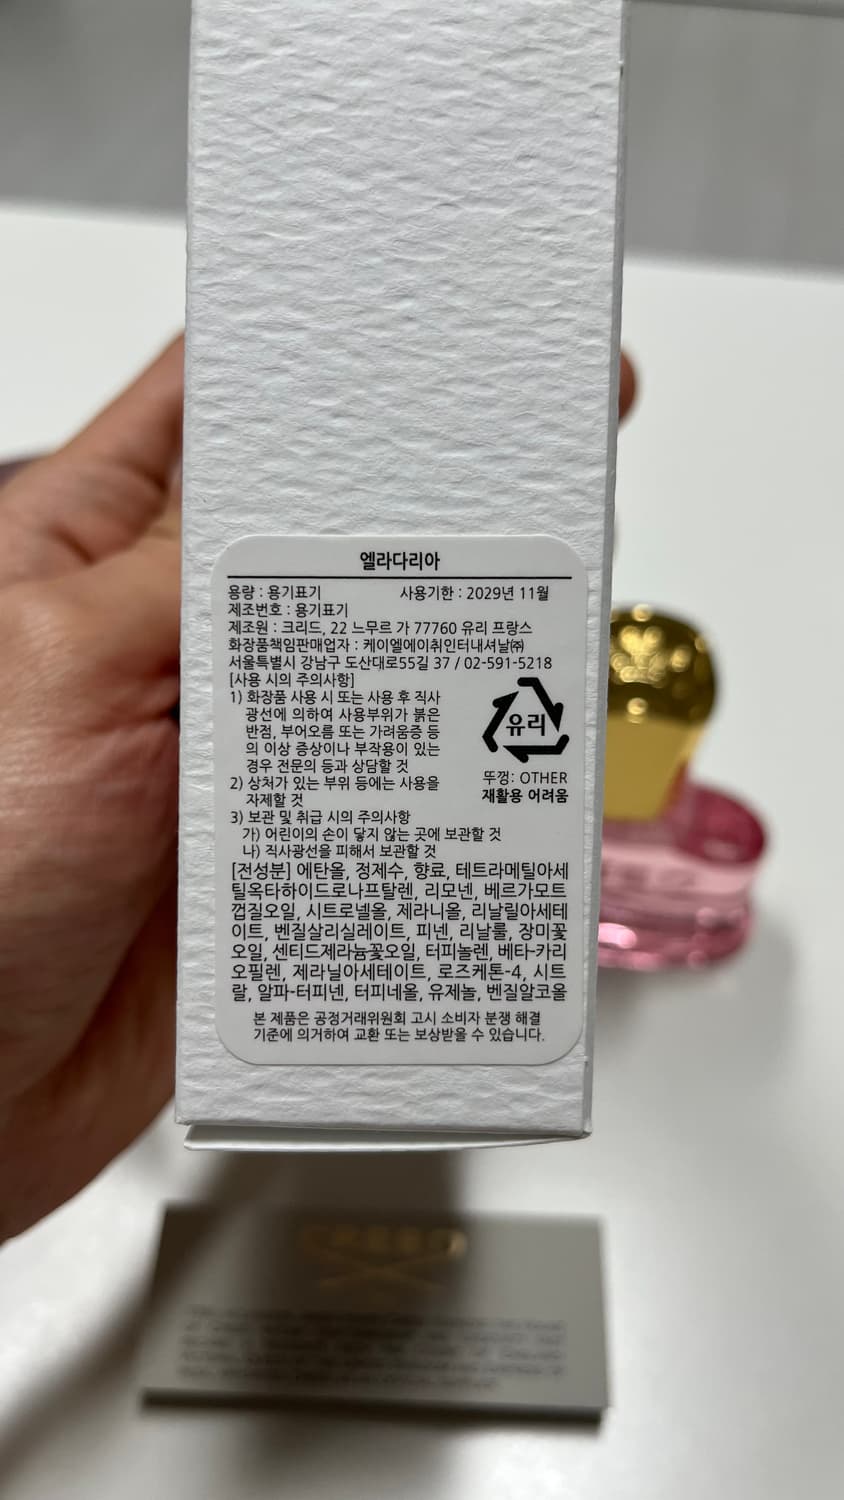 엘라다리아
용량 : 용기표기 사용기한 : 2029년 11월
제조번호 : 용기표기
제조원 : 크리드, 22 느무르 가 77760 유리 프랑스
화장품책임판매업자 : 케이엘에이취인터내셔날㈜
서울특별시 강남구 도산대로55길 37 / 02-591-5218
[사용 시의 주의사항]
1) 화장품 사용 시 또는 사용 후 직사
광선에 의하여 사용부위가 붉은
반점, 부어오름 또는 가려움증 등
의 이상 증상이나 부작용이 있는
경우 전문의 등과 상담할 것
2) 상처가 있는 부위 등에는 사용을
자제할 것
3) 보관 및 취급 시의 주의사항
가) 어린이의 손이 닿지 않는 곳에 보관할 것
나) 직사광선을 피해서 보관할 것
유리
뚜껑: OTHER
재활용 어려움
[전성분] 에탄올, 정제수, 향료, 테트라메틸아세
틸옥타하이드로나프탈렌, 리모넨, 베르가모트
껍질오일, 시트로넬올, 제라니올, 리날릴아세테
이트, 벤질살리실레이트, 피넨, 리날룰, 장미꽃
오일, 센티드제라늄꽃오일, 터피놀렌, 베타-카리
오필렌, 제라닐아세테이트, 로즈케톤-4, 시트
랄, 알파-터피넨, 터피네올, 유제놀, 벤질알코올
본 제품은 공정거래위원회 고시 소비자 분쟁 해결
기준에 의거하여 교환 또는 보상받을 수 있습니다.
CREED